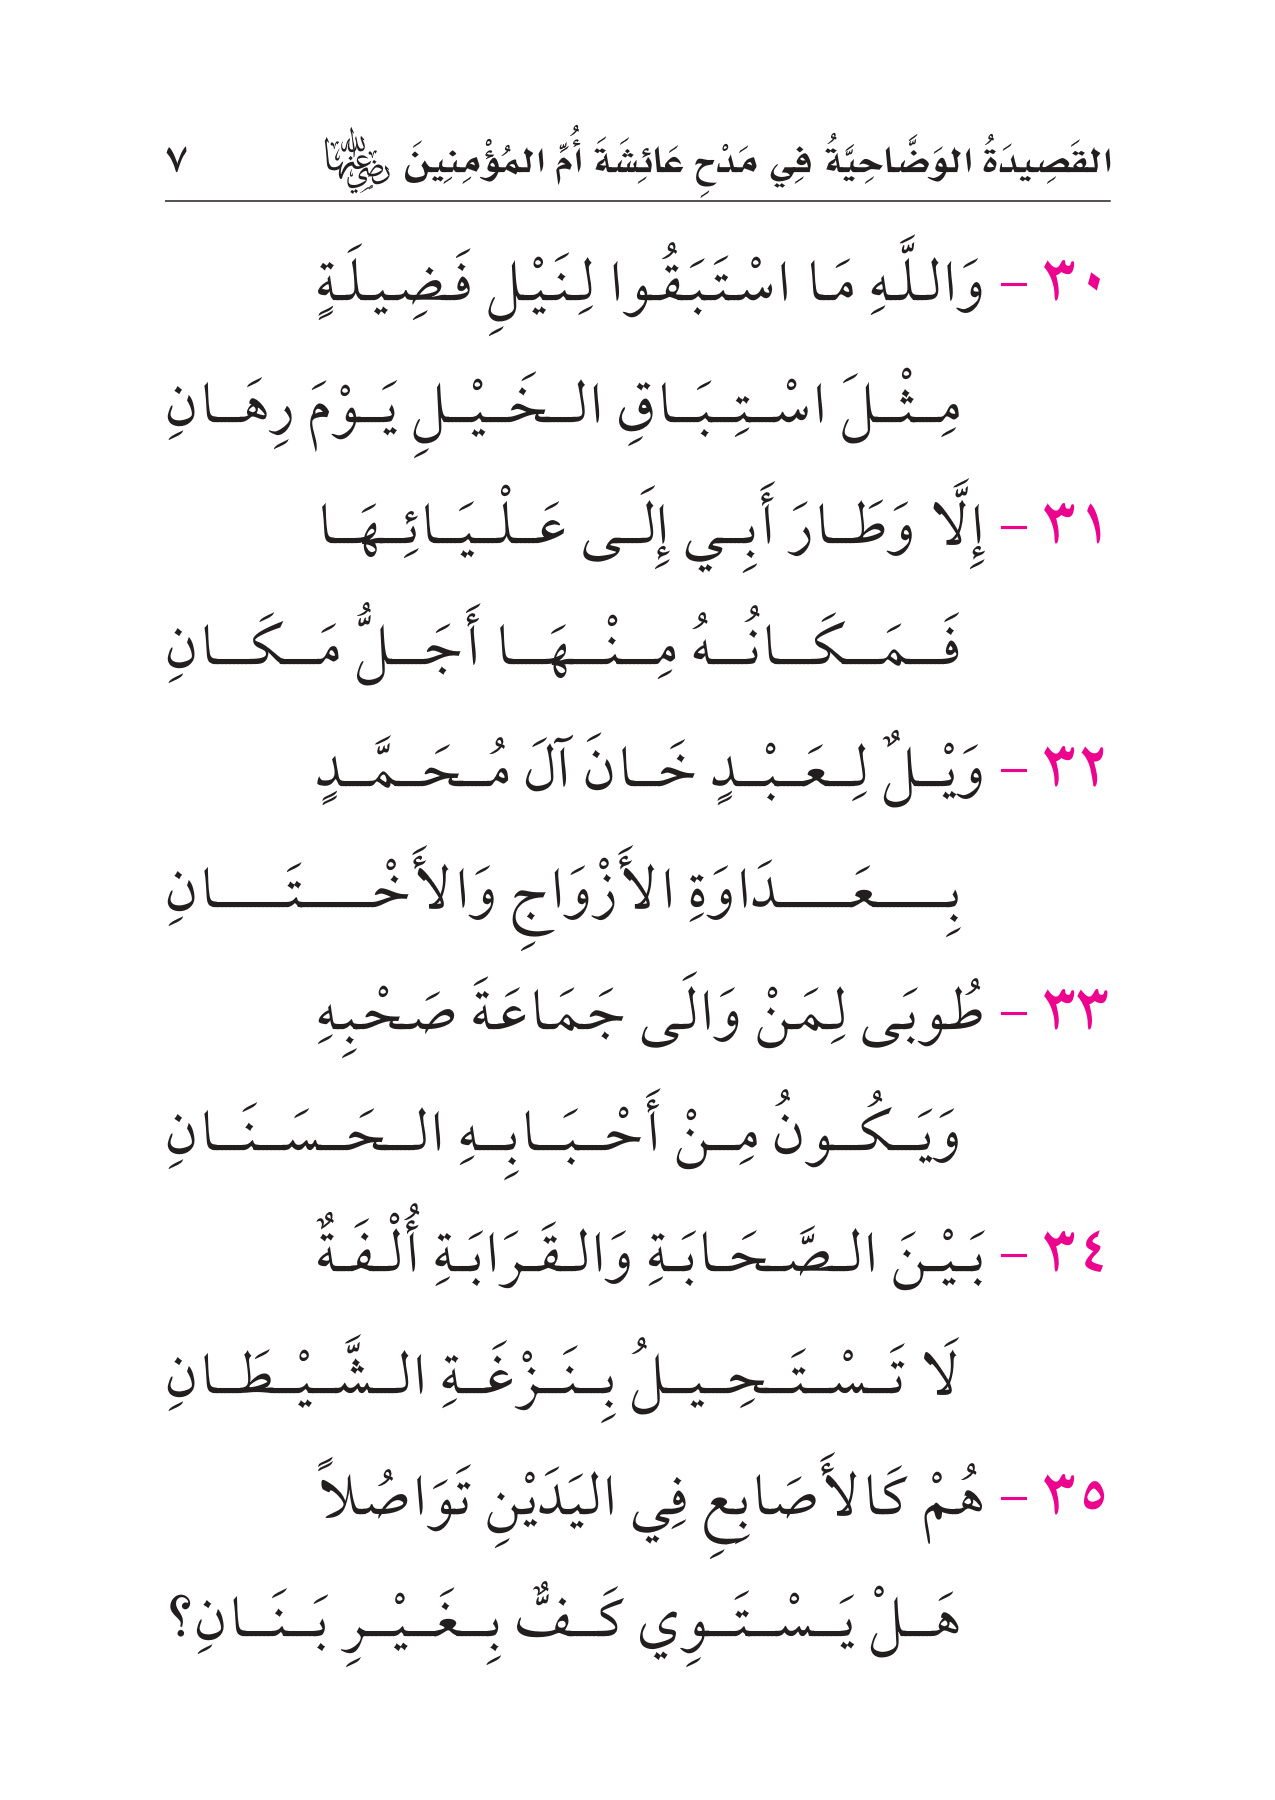 القَصِيدَةُ الوَضَّاحِيَّةُ فِي مَدْحِ عَائِشَةَ أُمِّ المُؤْمِنِينَ رضي الله عنها ٧
٣٠ - وَاللَّهِ مَا اسْتَبَقُوا لِنَيْلِ فَضِيلَةٍ
مِثْلَ اسْتِبَاقِ الخَيْلِ يَوْمَ رِهَانِ
٣١ - إِلَّا وَطَارَ أَبِي إِلَى عَلْيَائِهَا
فَمَكَانُهُ مِنْهَا أَجَلُّ مَكَانِ
٣٢ - وَيْلٌ لِعَبْدٍ خَانَ آلَ مُحَمَّدٍ
بِعَدَاوَةِ الأَزْوَاجِ وَالأَخْتَانِ
٣٣ - طُوبَى لِمَنْ وَالَى جَمَاعَةَ صَحْبِهِ
وَيَكُونُ مِنْ أَحْبَابِهِ الحَسَنَانِ
٣٤ - بَيْنَ الصَّحَابَةِ وَالقَرَابَةِ أُلْفَةٌ
لَا تَسْتَحِيلُ بِنَزْغَةِ الشَّيْطَانِ
٣٥ - هُمْ كَالأَصَابِعِ فِي اليَدَيْنِ تَوَاصُلاً
هَلْ يَسْتَوِي كَفٌّ بِغَيْرِ بَنَانِ؟